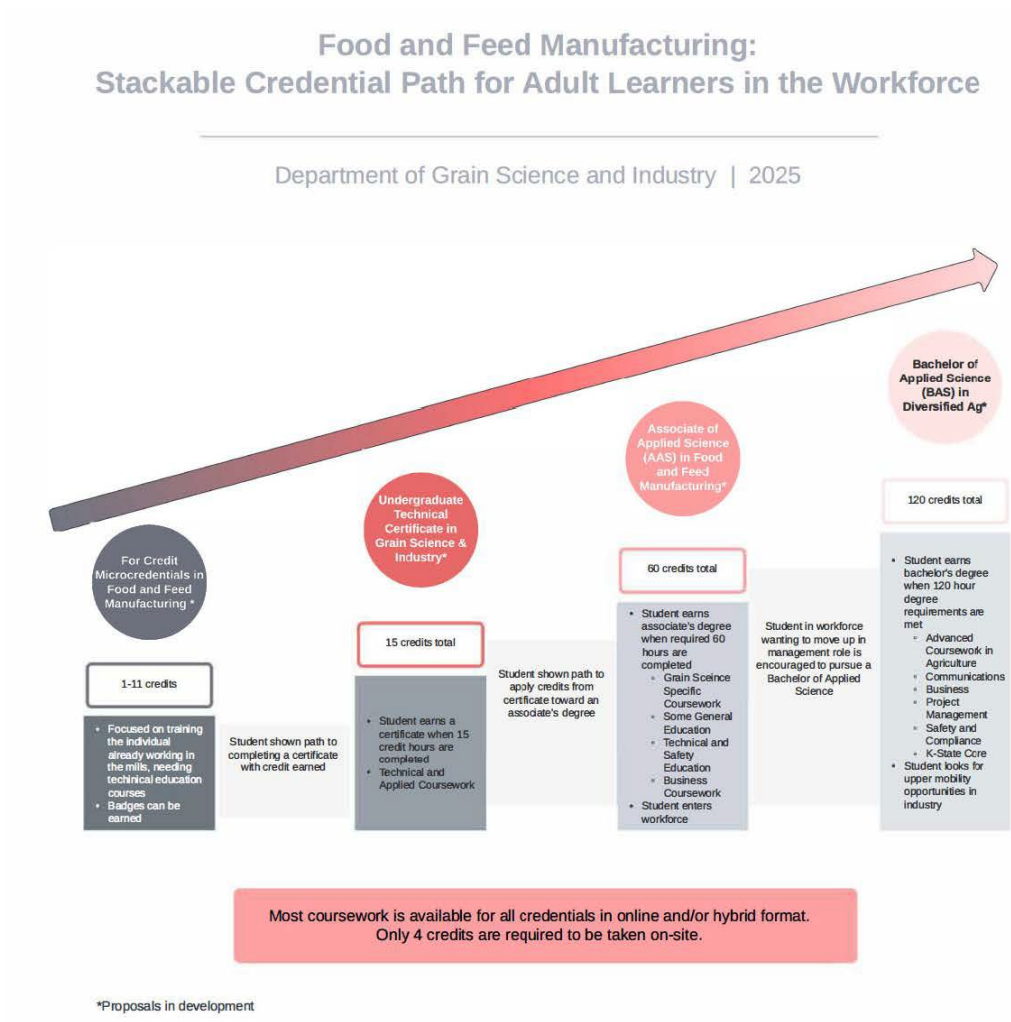 Food and Feed Manufacturing:
Stackable Credential Path for Adult Learners in the Workforce
Department of Grain Science and Industry | 2025
For Credit
Microcredentials in
Food and Feed
Manufacturing *
1-11 credits
• Focused on training
the individual
already working in
the mills, needing
techinical education
courses
• Badges can be
earned
Student shown path to
completing a certificate
with credit earned
Undergraduate
Technical
Certificate in
Grain Science &
Industry*
15 credits total
• Student earns a
certificate when 15
credit hours are
completed
• Technical and
Applied Coursework
Student shown path to
apply credits from
certificate toward an
associate's degree
Associate of
Applied Science
(AAS) in Food
and Feed
Manufacturing*
60 credits total
• Student earns
associate's degree
when required 60
hours are
completed
◦ Grain Sceince
Specific
Coursework
◦ Some General
Education
◦ Technical and
Safety
Education
◦ Business
Coursework
• Student enters
workforce
Student in workforce
wanting to move up in
management role is
encouraged to pursue a
Bachelor of Applied
Science
Bachelor of
Applied Science
(BAS) in
Diversified Ag*
120 credits total
• Student earns
bachelor's degree
when 120 hour
degree
requirements are
met
◦ Advanced
Coursework in
Agriculture
◦ Communications
◦ Business
◦ Project
Management
◦ Safety and
Compliance
◦ K-State Core
• Student looks for
upper mobility
opportunities in
industry
Most coursework is available for all credentials in online and/or hybrid format.
Only 4 credits are required to be taken on-site.
*Proposals in development